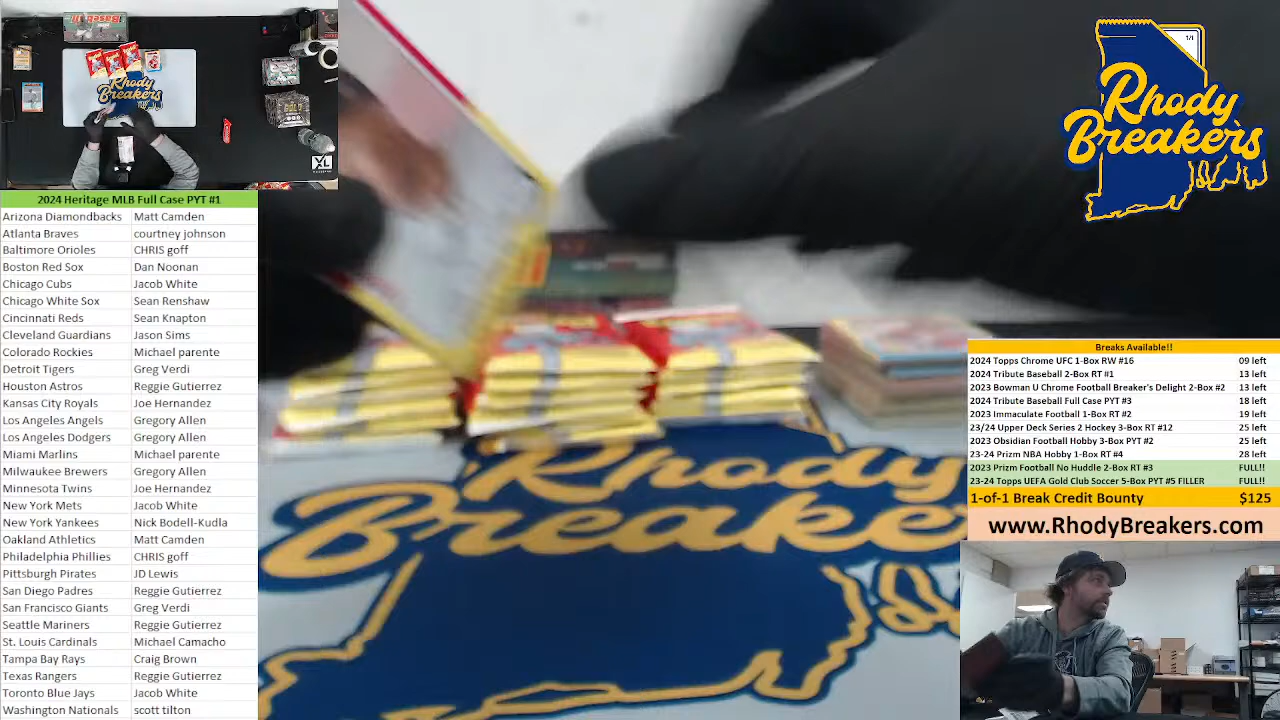 Rhody
Breakers
2024 Heritage MLB Full Case PYT #1
Arizona Diamondbacks Matt Camden
Atlanta Braves courtney johnson
Baltimore Orioles CHRIS goff
Boston Red Sox Dan Noonan
Chicago Cubs Jacob White
Chicago White Sox Sean Renshaw
Cincinnati Reds Sean Knapton
Cleveland Guardians Jason Sims
Colorado Rockies Michael parente
Detroit Tigers Greg Verdi
Houston Astros Reggie Gutierrez
Kansas City Royals Joe Hernandez
Los Angeles Angels Gregory Allen
Los Angeles Dodgers Gregory Allen
Miami Marlins Michael parente
Milwaukee Brewers Gregory Allen
Minnesota Twins Joe Hernandez
New York Mets Jacob White
New York Yankees Nick Bodell-Kudla
Oakland Athletics Matt Camden
Philadelphia Phillies CHRIS goff
Pittsburgh Pirates JD Lewis
San Diego Padres Reggie Gutierrez
San Francisco Giants Greg Verdi
Seattle Mariners Reggie Gutierrez
St. Louis Cardinals Michael Camacho
Tampa Bay Rays Craig Brown
Texas Rangers Reggie Gutierrez
Toronto Blue Jays Jacob White
Washington Nationals scott tilton
Rhody
Breake
1/1
Rhody
Breakers
Breaks Available!!
2024 Topps Chrome UFC 1-Box RW #16 09 left
2024 Tribute Baseball 2-Box RT #1 13 left
2023 Bowman U Chrome Football Breaker's Delight 2-Box #2 13 left
2024 Tribute Baseball Full Case PYT #3 18 left
2023 Immaculate Football 1-Box RT #2 19 left
23/24 Upper Deck Series 2 Hockey 3-Box RT #12 25 left
2023 Obsidian Football Hobby 3-Box PYT #2 25 left
23-24 Prizm NBA Hobby 1-Box RT #4 28 left
2023 Prizm Football No Huddle 2-Box RT #3 FULL!!
23-24 Topps UEFA Gold Club Soccer 5-Box PYT #5 FILLER FULL!!
1-of-1 Break Credit Bounty $125
www.RhodyBreakers.com
XL